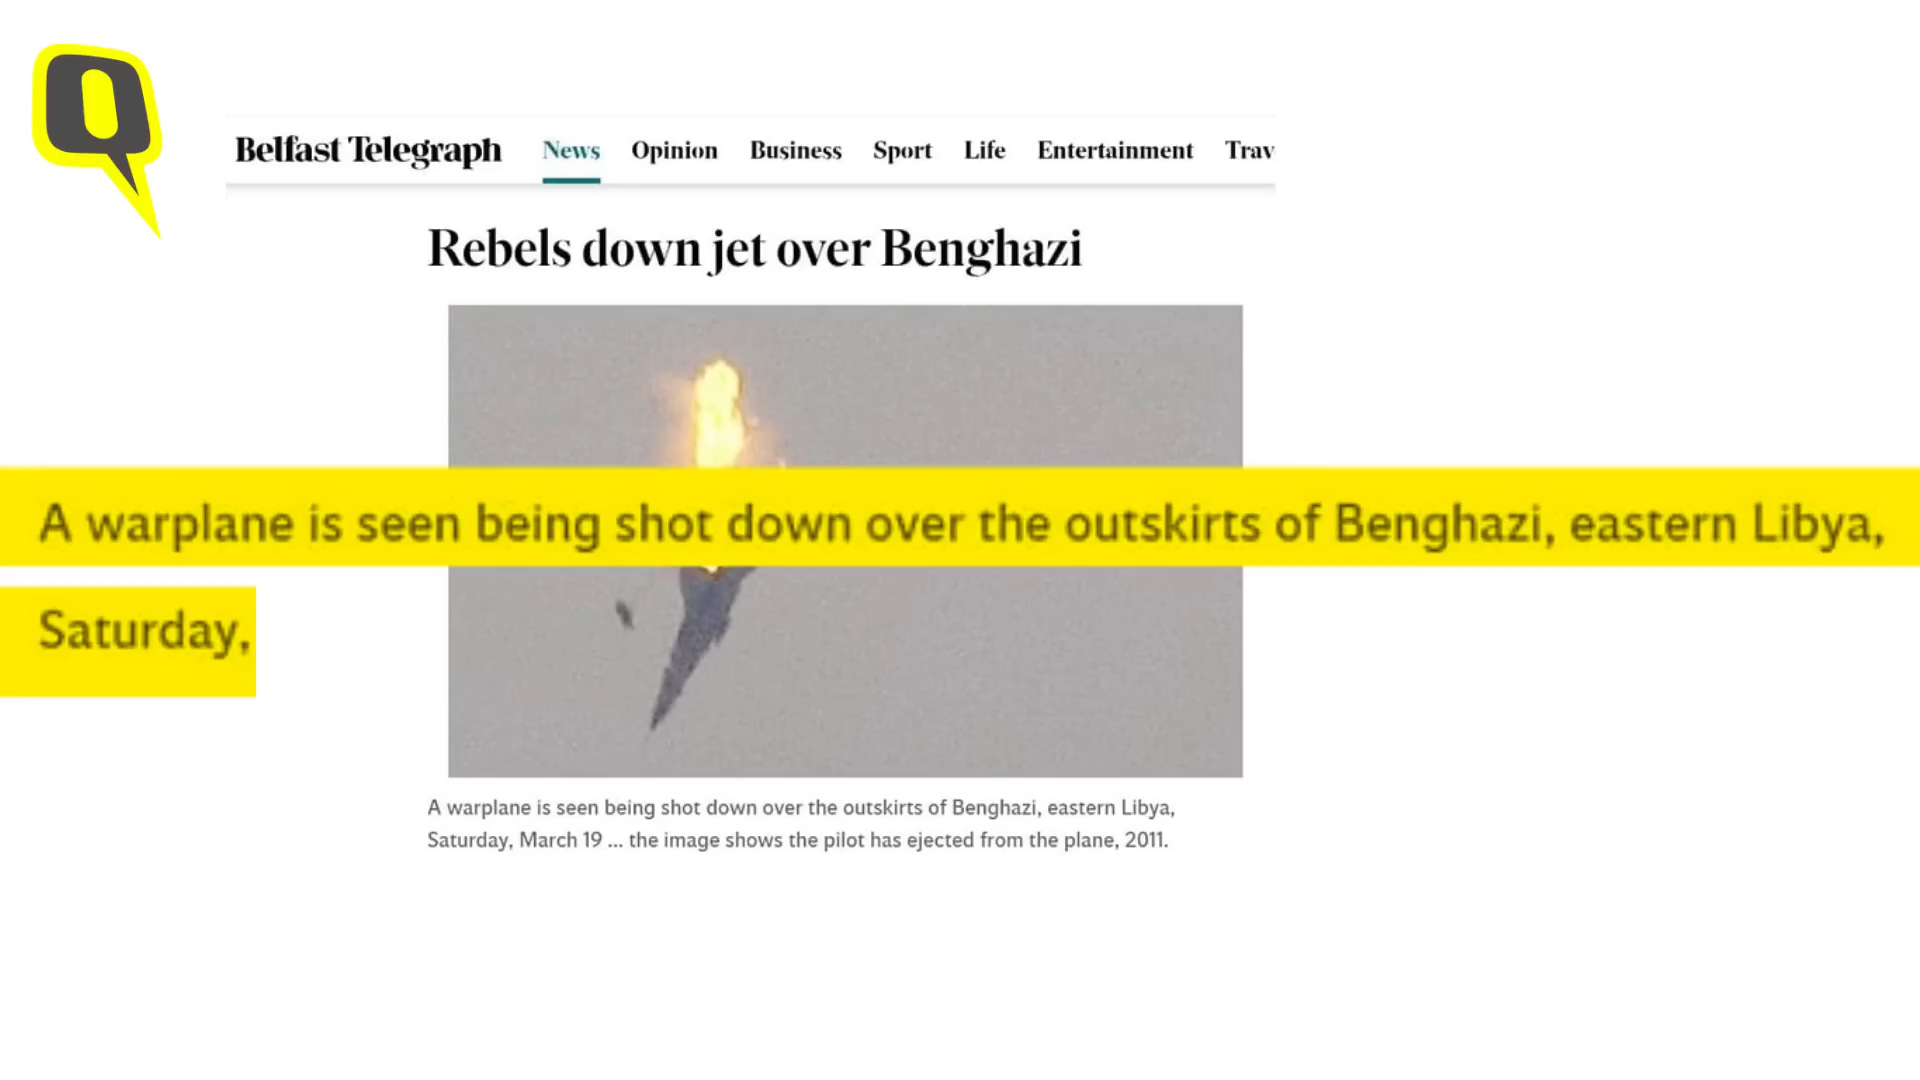 Belfast Telegraph News Opinion Business Sport Life Entertainment Trav
Rebels down jet over Benghazi
A warplane is seen being shot down over the outskirts of Benghazi, eastern Libya,
Saturday,
A warplane is seen being shot down over the outskirts of Benghazi, eastern Libya,
Saturday, March 19 ... the image shows the pilot has ejected from the plane, 2011.